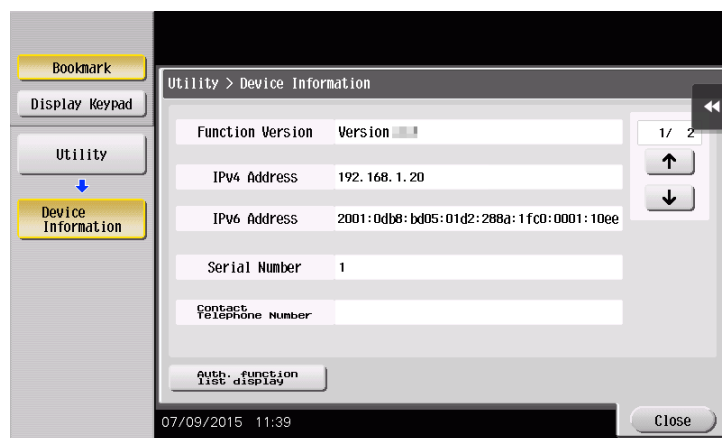 Bookmark
Display Keypad
Utility
Device
Information
Utility > Device Information
Function Version Version
1/ 2
IPv4 Address 192.168.1.20
IPv6 Address 2001:0db8:bd05:01d2:288a:1fc0:0001:10ee
Serial Number 1
Contact
Telephone Number
Auth. function
list display
07/09/2015 11:39
Close